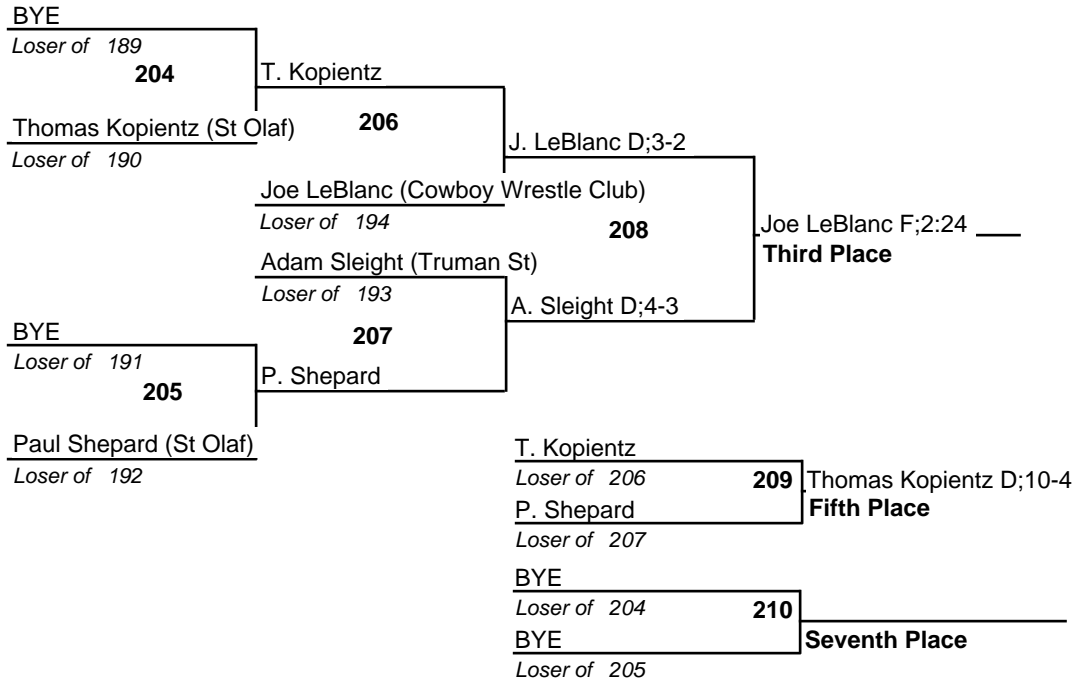 BYE
Loser of 189
204
T. Kopientz
Thomas Kopientz (St Olaf)
Loser of 190
206
J. LeBlanc D;3-2
Joe LeBlanc (Cowboy Wrestle Club)
Loser of 194
208
Joe LeBlanc F;2:24
Third Place
Adam Sleight (Truman St)
Loser of 193
A. Sleight D;4-3
207
BYE
Loser of 191
205
P. Shepard
Paul Shepard (St Olaf)
Loser of 192
T. Kopientz
Loser of 206
209
Thomas Kopientz D;10-4
Fifth Place
P. Shepard
Loser of 207
BYE
Loser of 204
210
BYE
Seventh Place
Loser of 205